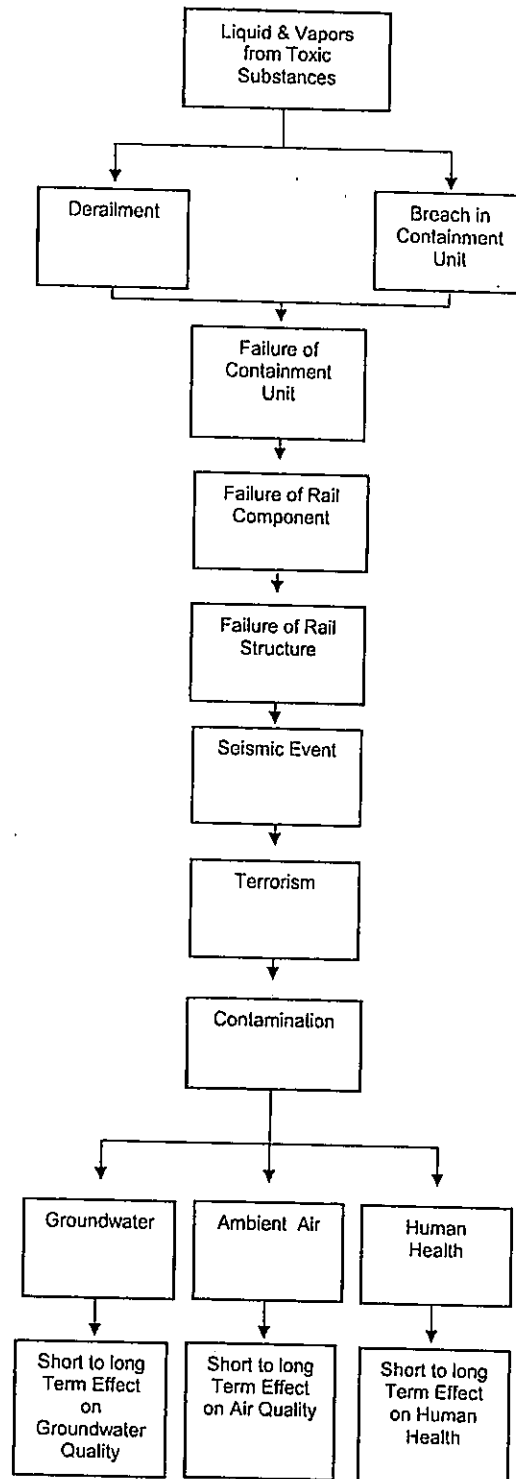 Liquid & Vapors
from Toxic
Substances
Derailment
Breach in
Containment
Unit
Failure of
Containment
Unit
Failure of Rail
Component
Failure of Rail
Structure
Seismic Event
Terrorism
Contamination
Groundwater
Ambient Air
Human
Health
Short to long
Term Effect
on
Groundwater
Quality
Short to long
Term Effect
on Air Quality
Short to long
Term Effect
on Human
Health